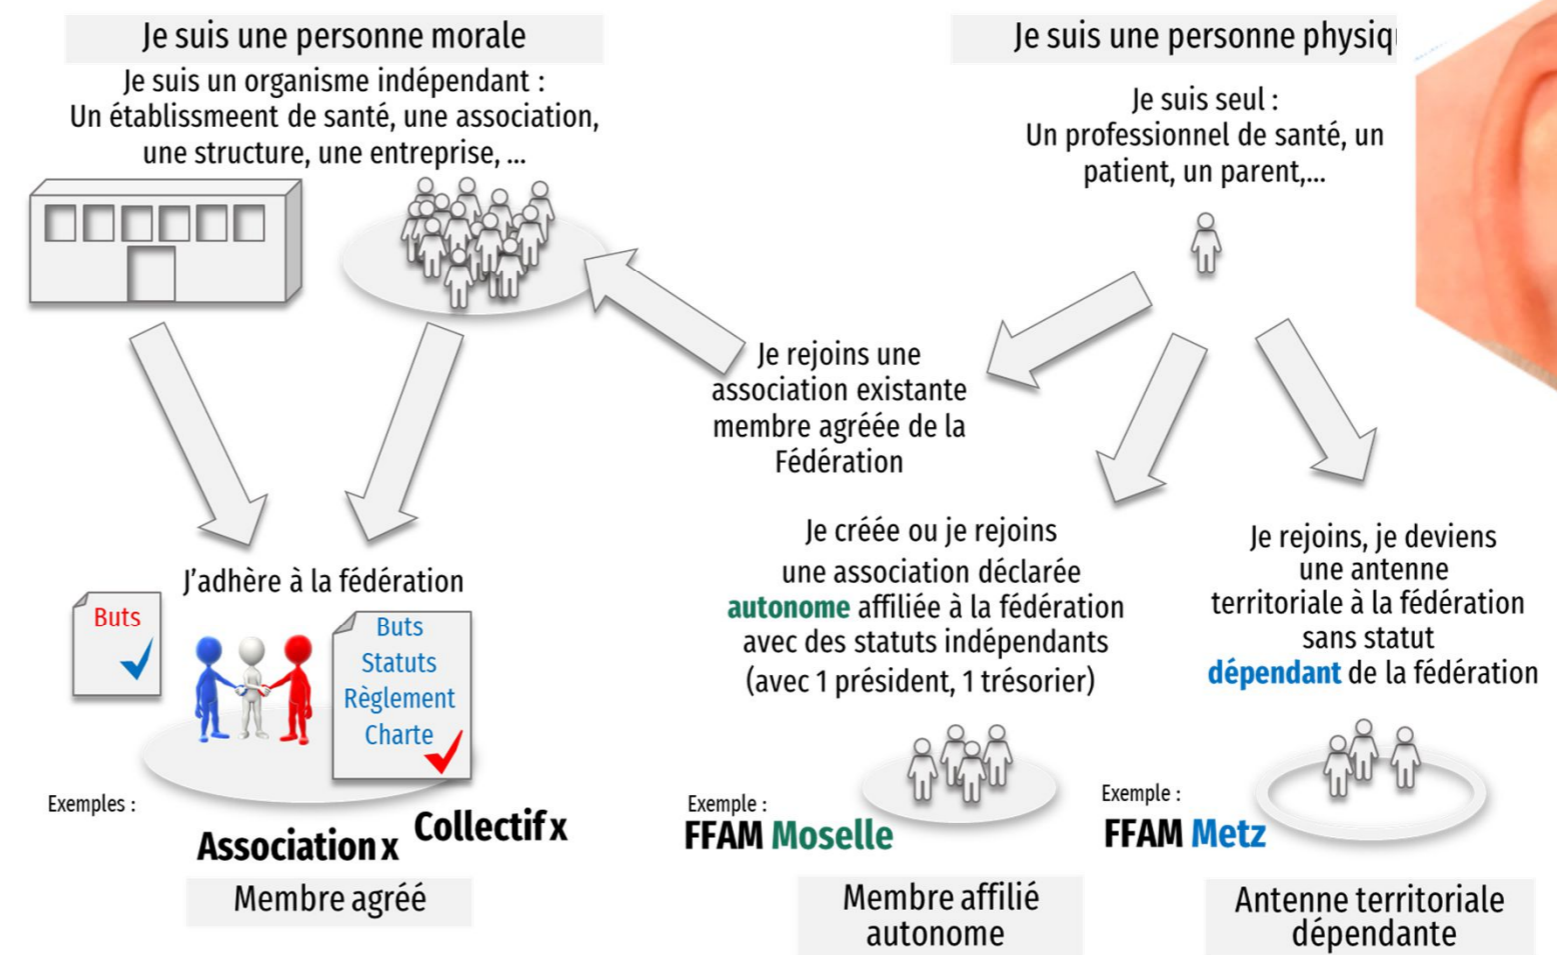 Je suis une personne morale
Je suis un organisme indépendant :
Un établissmeent de santé, une association,
une structure, une entreprise, ...
J'adhère à la fédération
Buts
Buts
Statuts
Règlement
Charte
Exemples :
Association x
Collectif x
Membre agréé
Je suis une personne
Je suis seul :
Un professionnel de santé, un
patient, un parent,...
Je rejoins une
association existante
membre agréée de la
Fédération
Je créée ou je rejoins
une association déclarée
autonome affiliée à la fédération
avec des statuts indépendants
(avec 1 président, 1 trésorier)
Exemple :
FFAM Moselle
Membre affilié
autonome
Je rejoins, je deviens
une antenne
territoriale à la fédération
sans statut
dépendant de la fédération
Exemple :
FFAM Metz
Antenne territoriale
dépendante